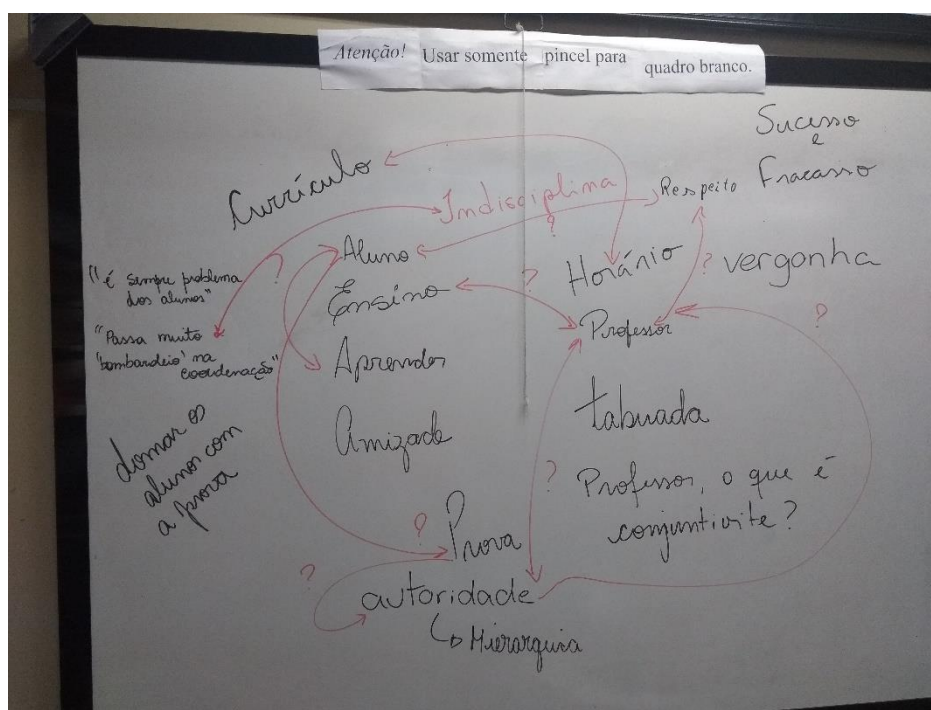 Atenção! Usar somente pincel para quadro branco.
Sucesso
e
Fracasso
Currículo
Indisciplina
Respeito
?
Aluno
Horário
? vergonha
"é sempre problema
dos alunos"
?
Ensino
?
Professor
?
"Passa muito
'bombardeio' na
coordenação"
Aprender
tabuada
domar os
alunos com
a prova
Amizade
?
Professor, o que é
conjuntivite?
?
Prova
?
autoridade
Hierarquia